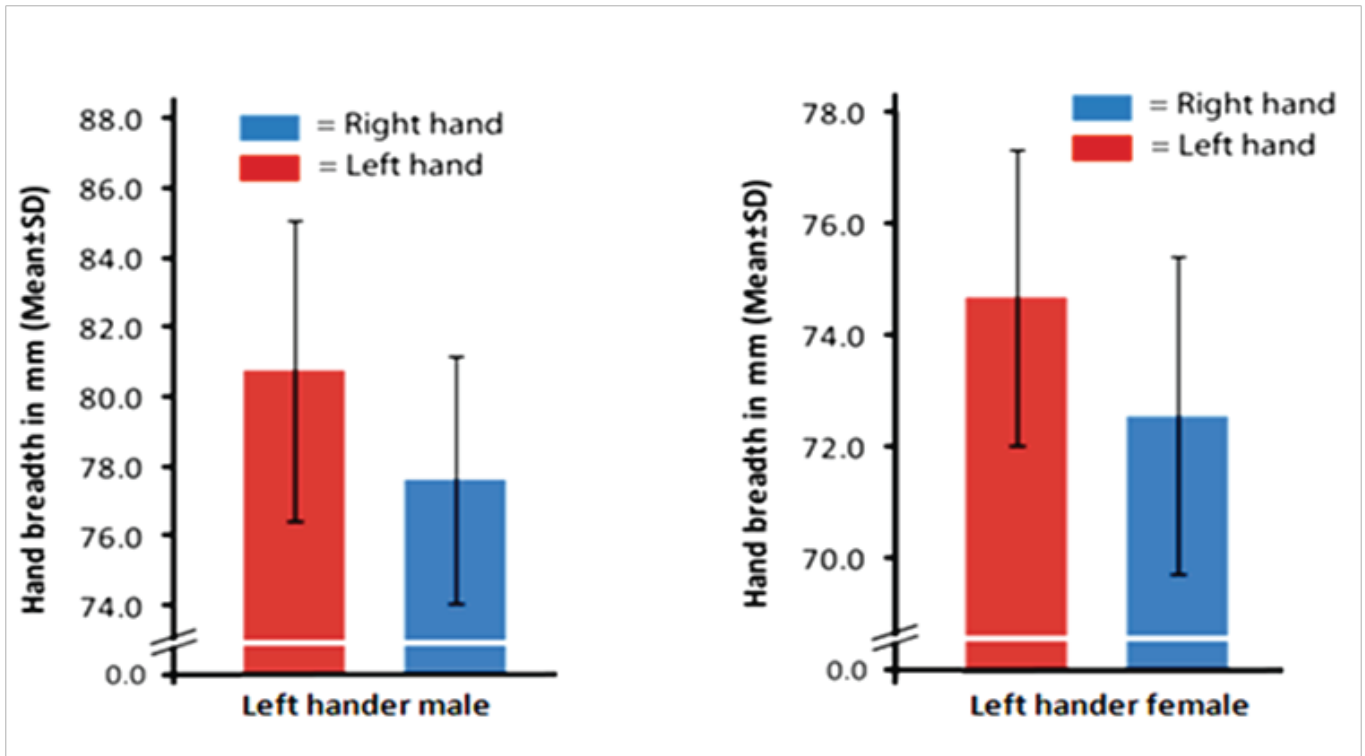 Hand breadth in mm (Mean±SD)
88.0
86.0
84.0
82.0
80.0
78.0
76.0
74.0
0.0
= Right hand
= Left hand
Left hander male
Hand breadth in mm (Mean±SD)
78.0
76.0
74.0
72.0
70.0
0.0
= Right hand
= Left hand
Left hander female